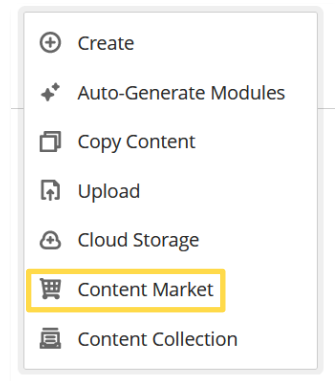 Create
Auto-Generate Modules
Copy Content
Upload
Cloud Storage
Content Market
Content Collection